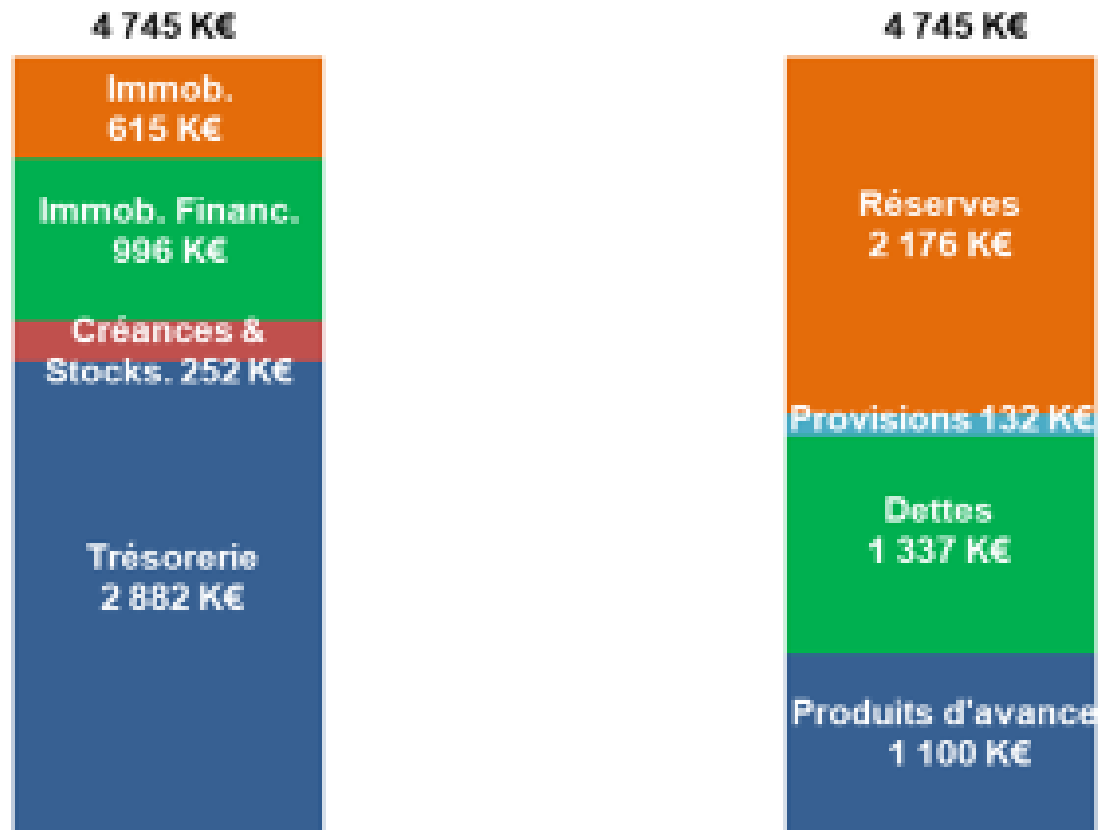 4 745 K€
Immob.
615 K€
Immob. Financ.
996 K€
Créances &
Stocks. 252 K€
Trésorerie
2 882 K€
4 745 K€
Réserves
2 176 K€
Provisions 132 K€
Dettes
1 337 K€
Produits d'avance
1 100 K€